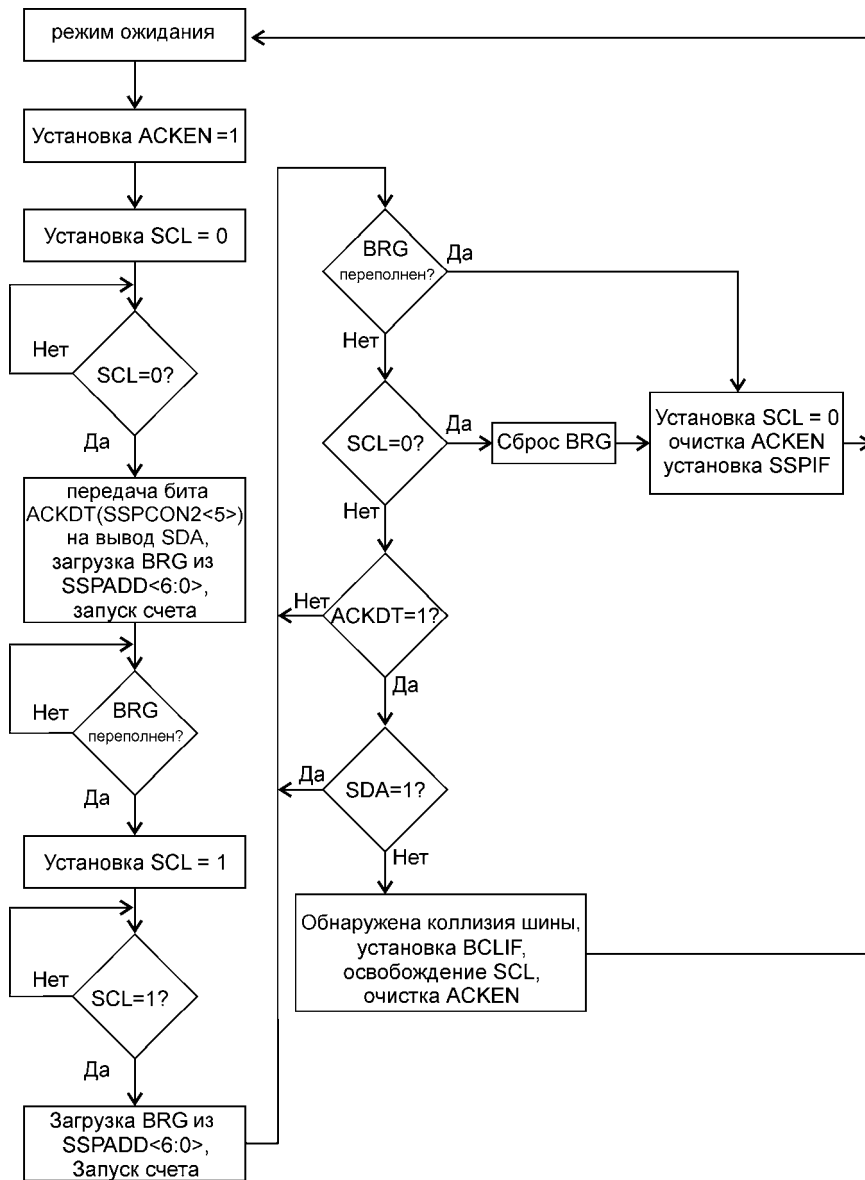 режим ожидания
Установка ACKEN =1
Установка SCL = 0
Нет
SCL=0?
Да
передача бита
ACKDT(SSPCON2<5>)
на вывод SDA,
загрузка BRG из
SSPADD<6:0>,
запуск счета
Нет
BRG
переполнен?
Да
Установка SCL = 1
Нет
SCL=1?
Да
Загрузка BRG из
SSPADD<6:0>,
Запуск счета
BRG
переполнен?
Да
Нет
SCL=0?
Да
Сброс BRG
Установка SCL = 0
очистка ACKEN
установка SSPIF
Нет
ACKDT=1?
Нет
Да
SDA=1?
Да
Нет
Обнаружена коллизия шины,
установка BCLIF,
освобождение SCL,
очистка ACKEN